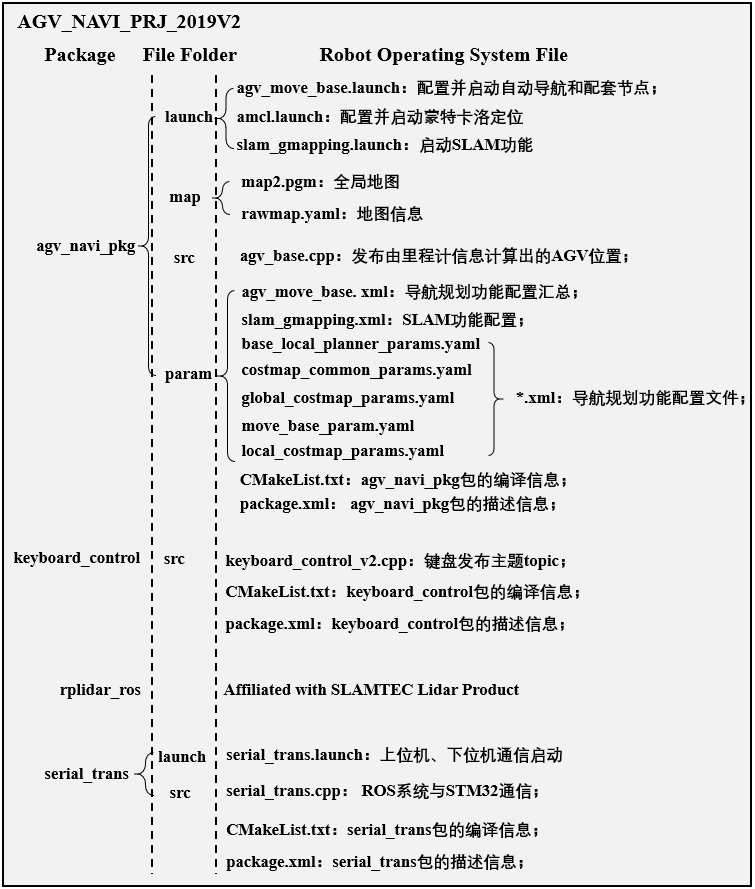 AGV_NAVI_PRJ_2019V2
Package File Folder Robot Operating System File
agv_navi_pkg
launch
agv_move_base.launch：配置并启动自动导航和配套节点；
amcl.launch：配置并启动蒙特卡洛定位
slam_gmapping.launch：启动SLAM功能
map
map2.pgm：全局地图
rawmap.yaml：地图信息
src
agv_base.cpp：发布由里程计信息计算出的AGV位置；
param
agv_move_base. xml：导航规划功能配置汇总；
slam_gmapping.xml：SLAM功能配置；
base_local_planner_params.yaml
costmap_common_params.yaml
global_costmap_params.yaml
move_base_param.yaml
local_costmap_params.yaml
*.xml：导航规划功能配置文件；
CMakeList.txt：agv_navi_pkg包的编译信息；
package.xml： agv_navi_pkg包的描述信息；
keyboard_control
src
keyboard_control_v2.cpp：键盘发布主题topic；
CMakeList.txt：keyboard_control包的编译信息；
package.xml：keyboard_control包的描述信息；
rplidar_ros
Affiliated with SLAMTEC Lidar Product
serial_trans
launch
serial_trans.launch：上位机、下位机通信启动
src
serial_trans.cpp： ROS系统与STM32通信；
CMakeList.txt：serial_trans包的编译信息；
package.xml：serial_trans包的描述信息；